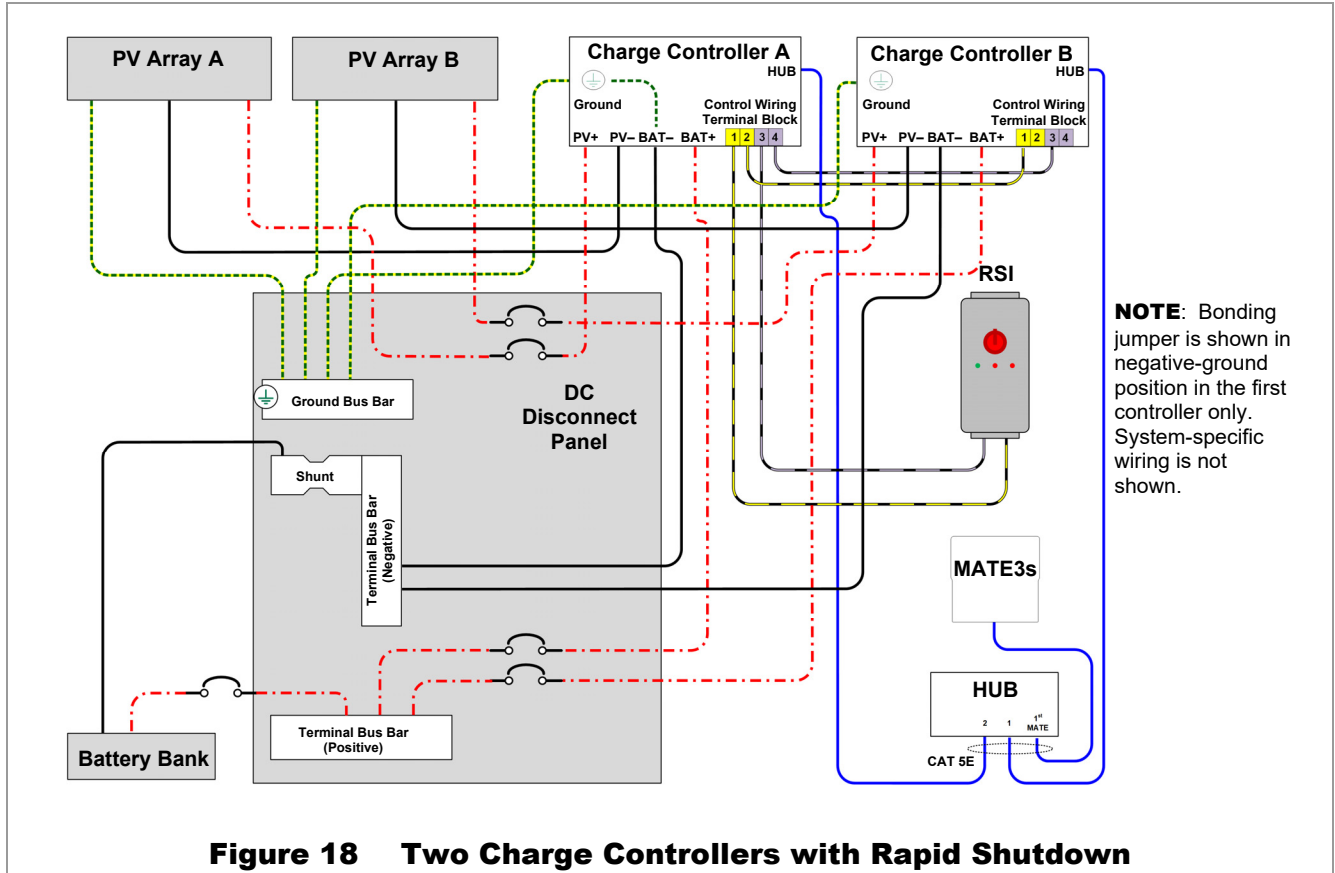 PV Array A
PV Array B
Charge Controller A
HUB
Ground
Control Wiring
Terminal Block
PV+ PV– BAT– BAT+
1 2 3 4
Charge Controller B
HUB
Ground
Control Wiring
Terminal Block
PV+ PV– BAT– BAT+
1 2 3 4
RSI
NOTE: Bonding
jumper is shown in
negative-ground
position in the first
controller only.
System-specific
wiring is not
shown.
Ground Bus Bar
DC
Disconnect
Panel
Shunt
Terminal Bus Bar
(Negative)
MATE3s
HUB
2 1 1st
MATE
CAT 5E
Terminal Bus Bar
(Positive)
Battery Bank
Figure 18 Two Charge Controllers with Rapid Shutdown